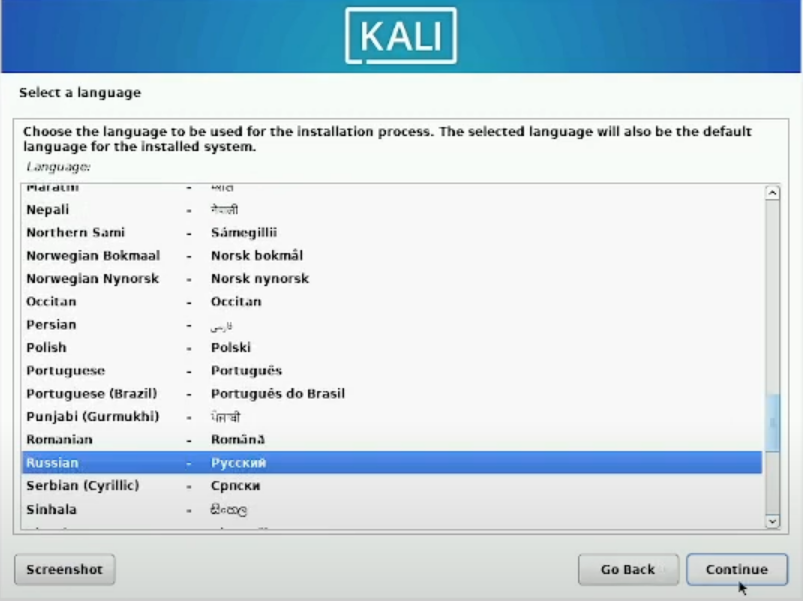 KALI
Select a language
Choose the language to be used for the installation process. The selected language will also be the default
language for the installed system.
Language:
Marathi - मराठी
Nepali - नेपाली
Northern Sami - Sámegillii
Norwegian Bokmaal - Norsk bokmål
Norwegian Nynorsk - Norsk nynorsk
Occitan - Occitan
Persian - فارسی
Polish - Polski
Portuguese - Português
Portuguese (Brazil) - Português do Brasil
Punjabi (Gurmukhi) - ਪੰਜਾਬੀ
Romanian - Română
Russian - Русский
Serbian (Cyrillic) - Српски
Sinhala - සිංහල
Screenshot
Go Back
Continue